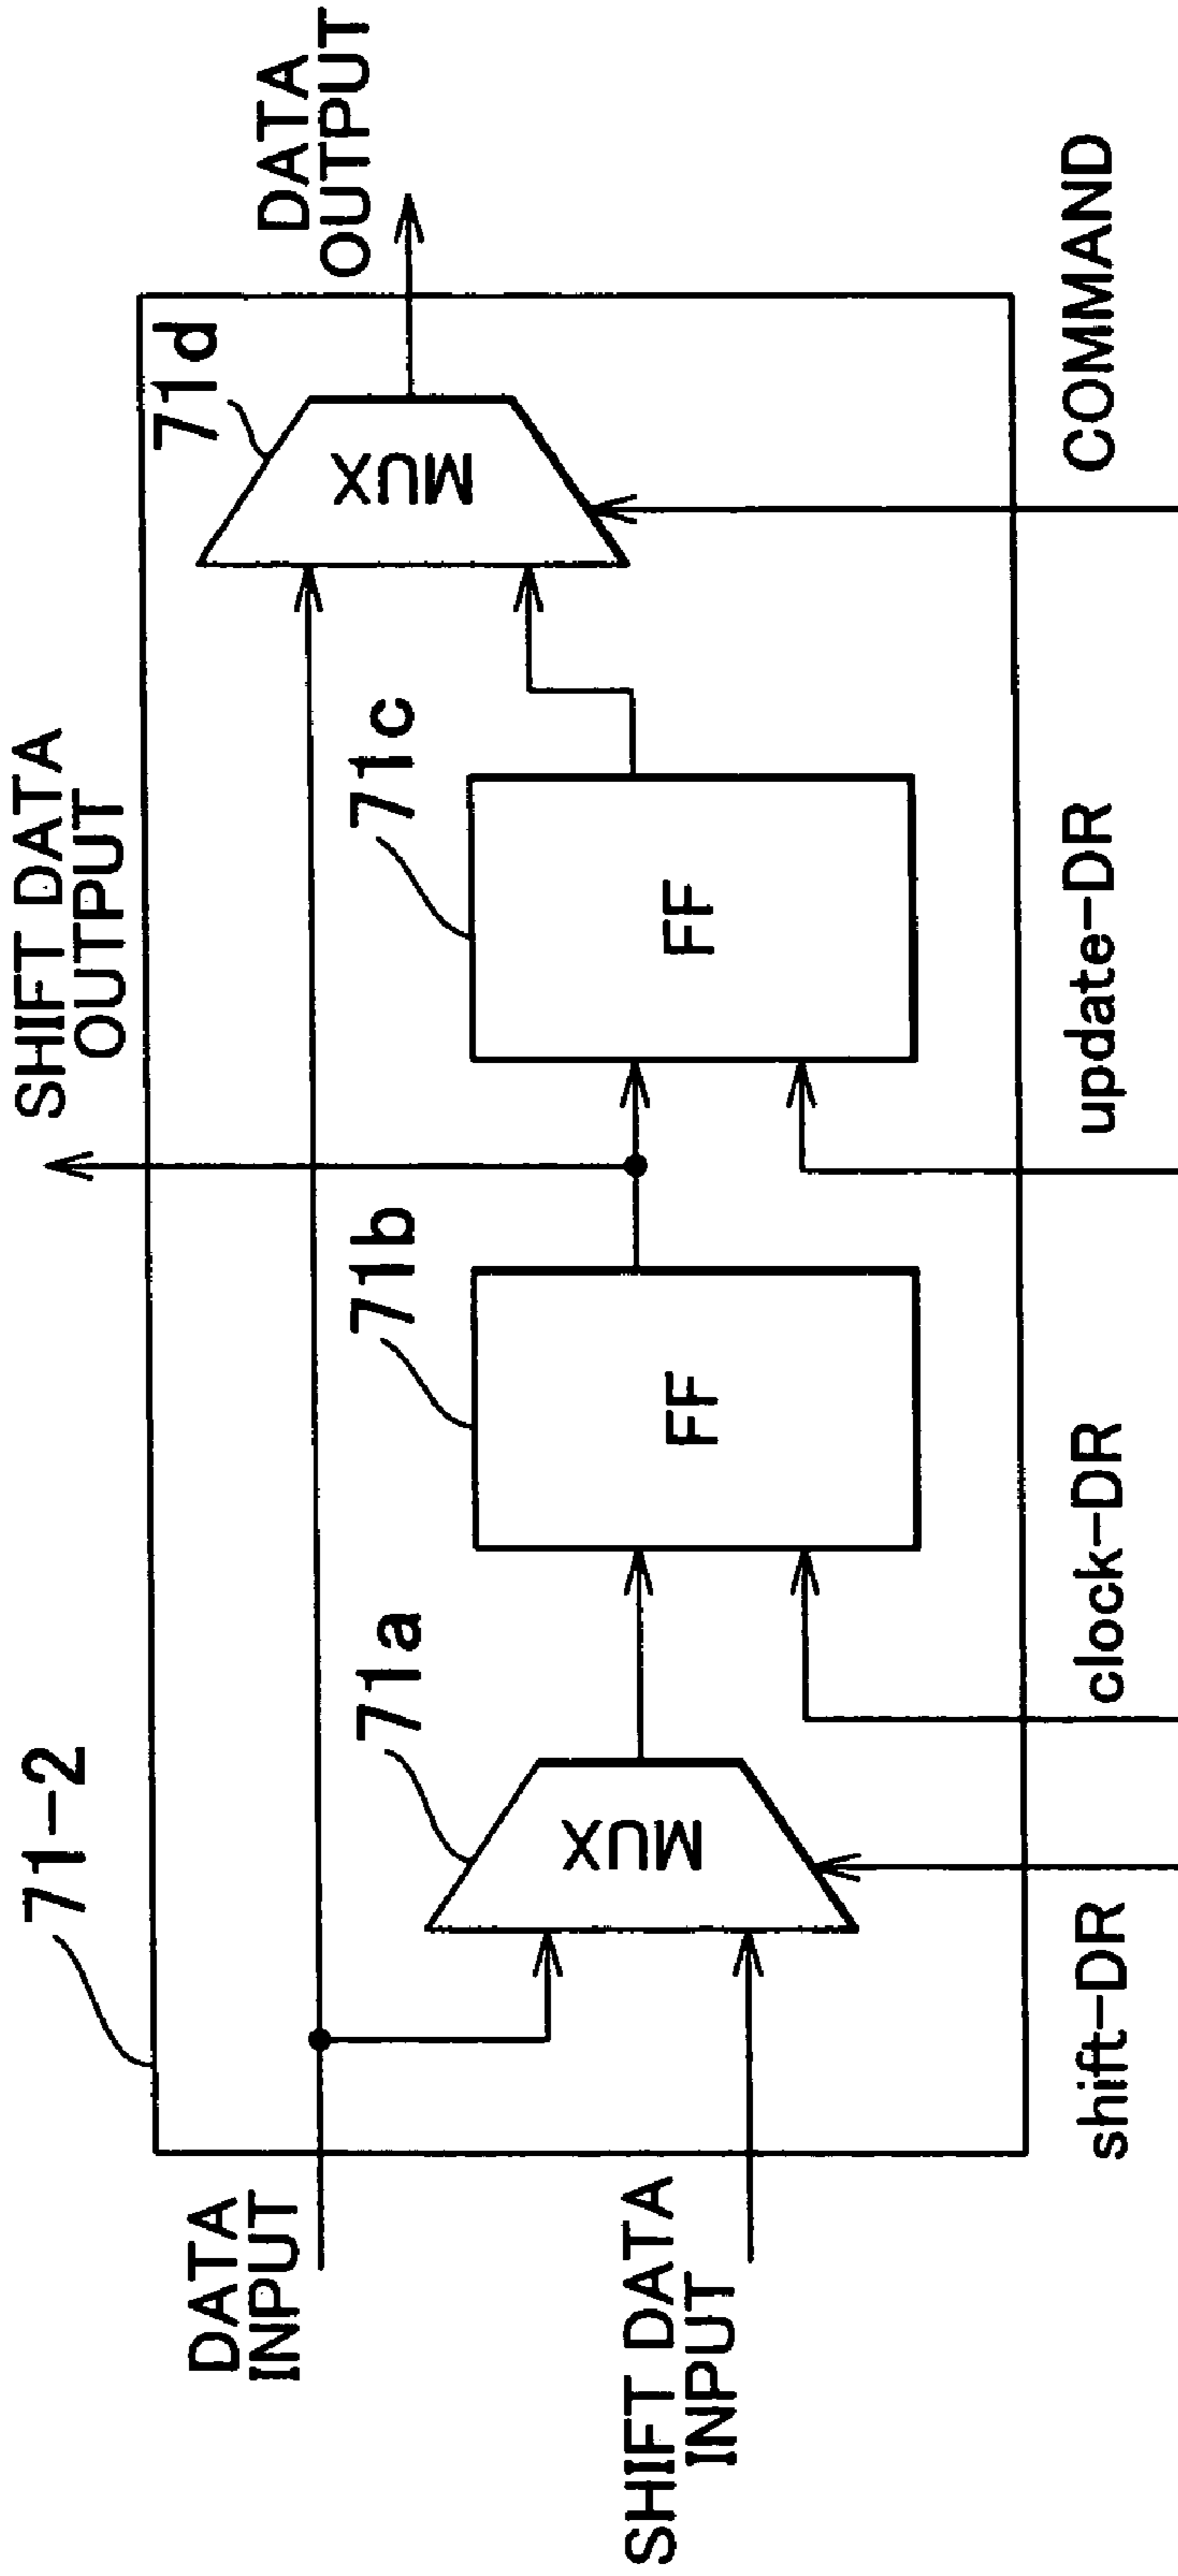 SHIFT DATA
OUTPUT
71-2
71d
DATA
OUTPUT
DATA
INPUT
71a
71b
71c
MUX
MUX
FF
FF
SHIFT DATA
INPUT
shift-DR
clock-DR
update-DR
COMMAND